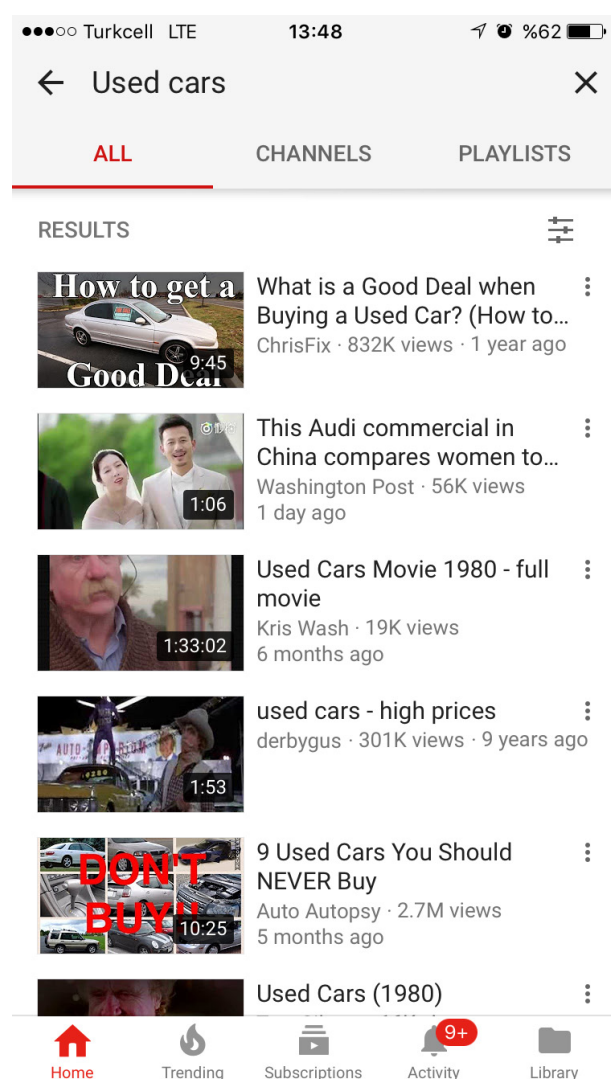 Turkcell LTE 13:48 %62
Used cars
ALL CHANNELS PLAYLISTS
RESULTS
How to get a
Good Deal
9:45
What is a Good Deal when
Buying a Used Car? (How to...
ChrisFix · 832K views · 1 year ago
1:06
This Audi commercial in
China compares women to...
Washington Post · 56K views
1 day ago
1:33:02
Used Cars Movie 1980 - full
movie
Kris Wash · 19K views
6 months ago
1:53
used cars - high prices
derbygus · 301K views · 9 years ago
DON'T
BUY!!
10:25
9 Used Cars You Should
NEVER Buy
Auto Autopsy · 2.7M views
5 months ago
Used Cars (1980)
9+
Home Trending Subscriptions Activity Library